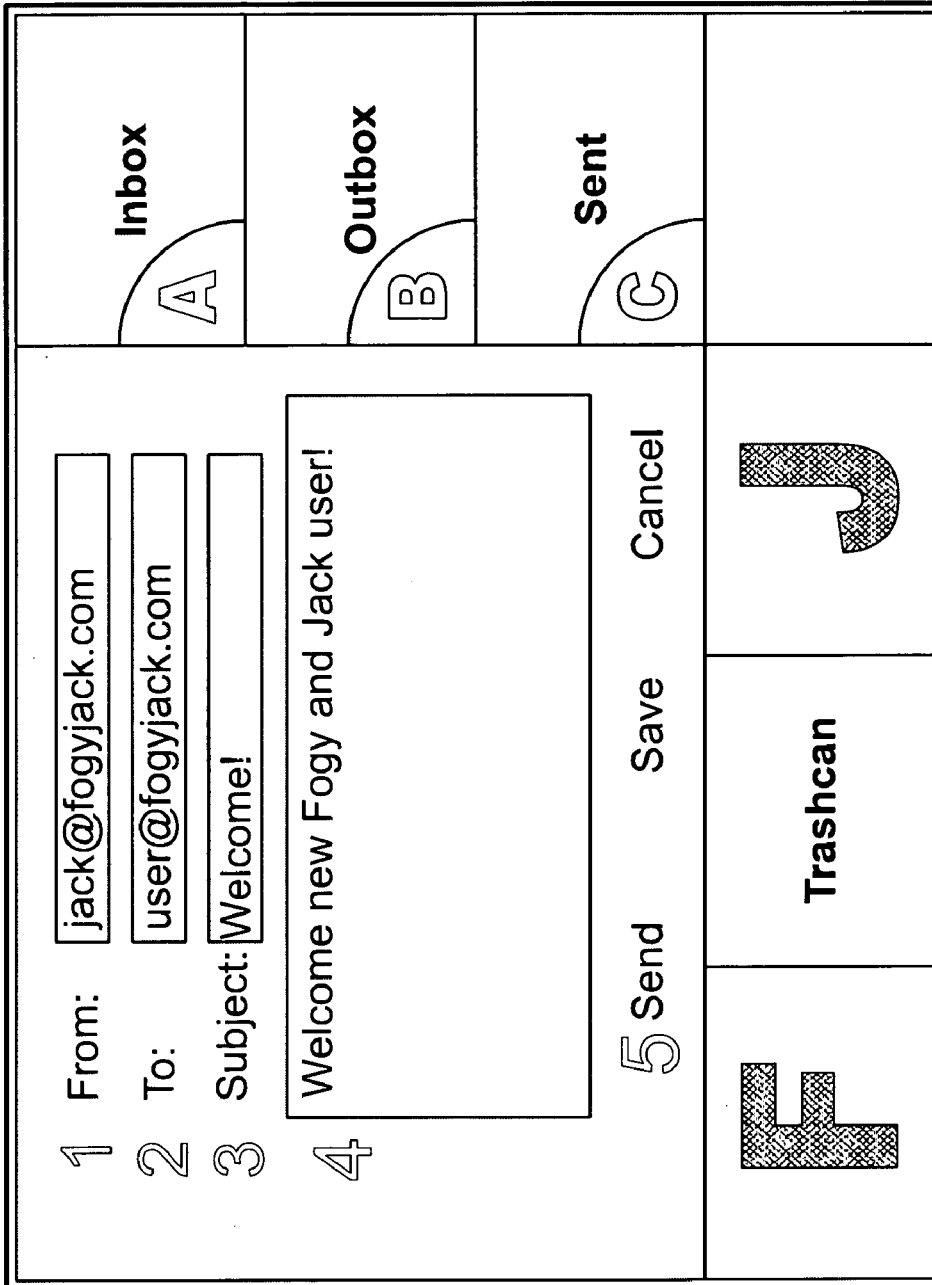 1 From: jack@fogyjack.com
2 To: user@fogyjack.com
3 Subject: Welcome!
4 Welcome new Fogy and Jack user!
5 Send Save Cancel
A Inbox
B Outbox
C Sent
F Trashcan J